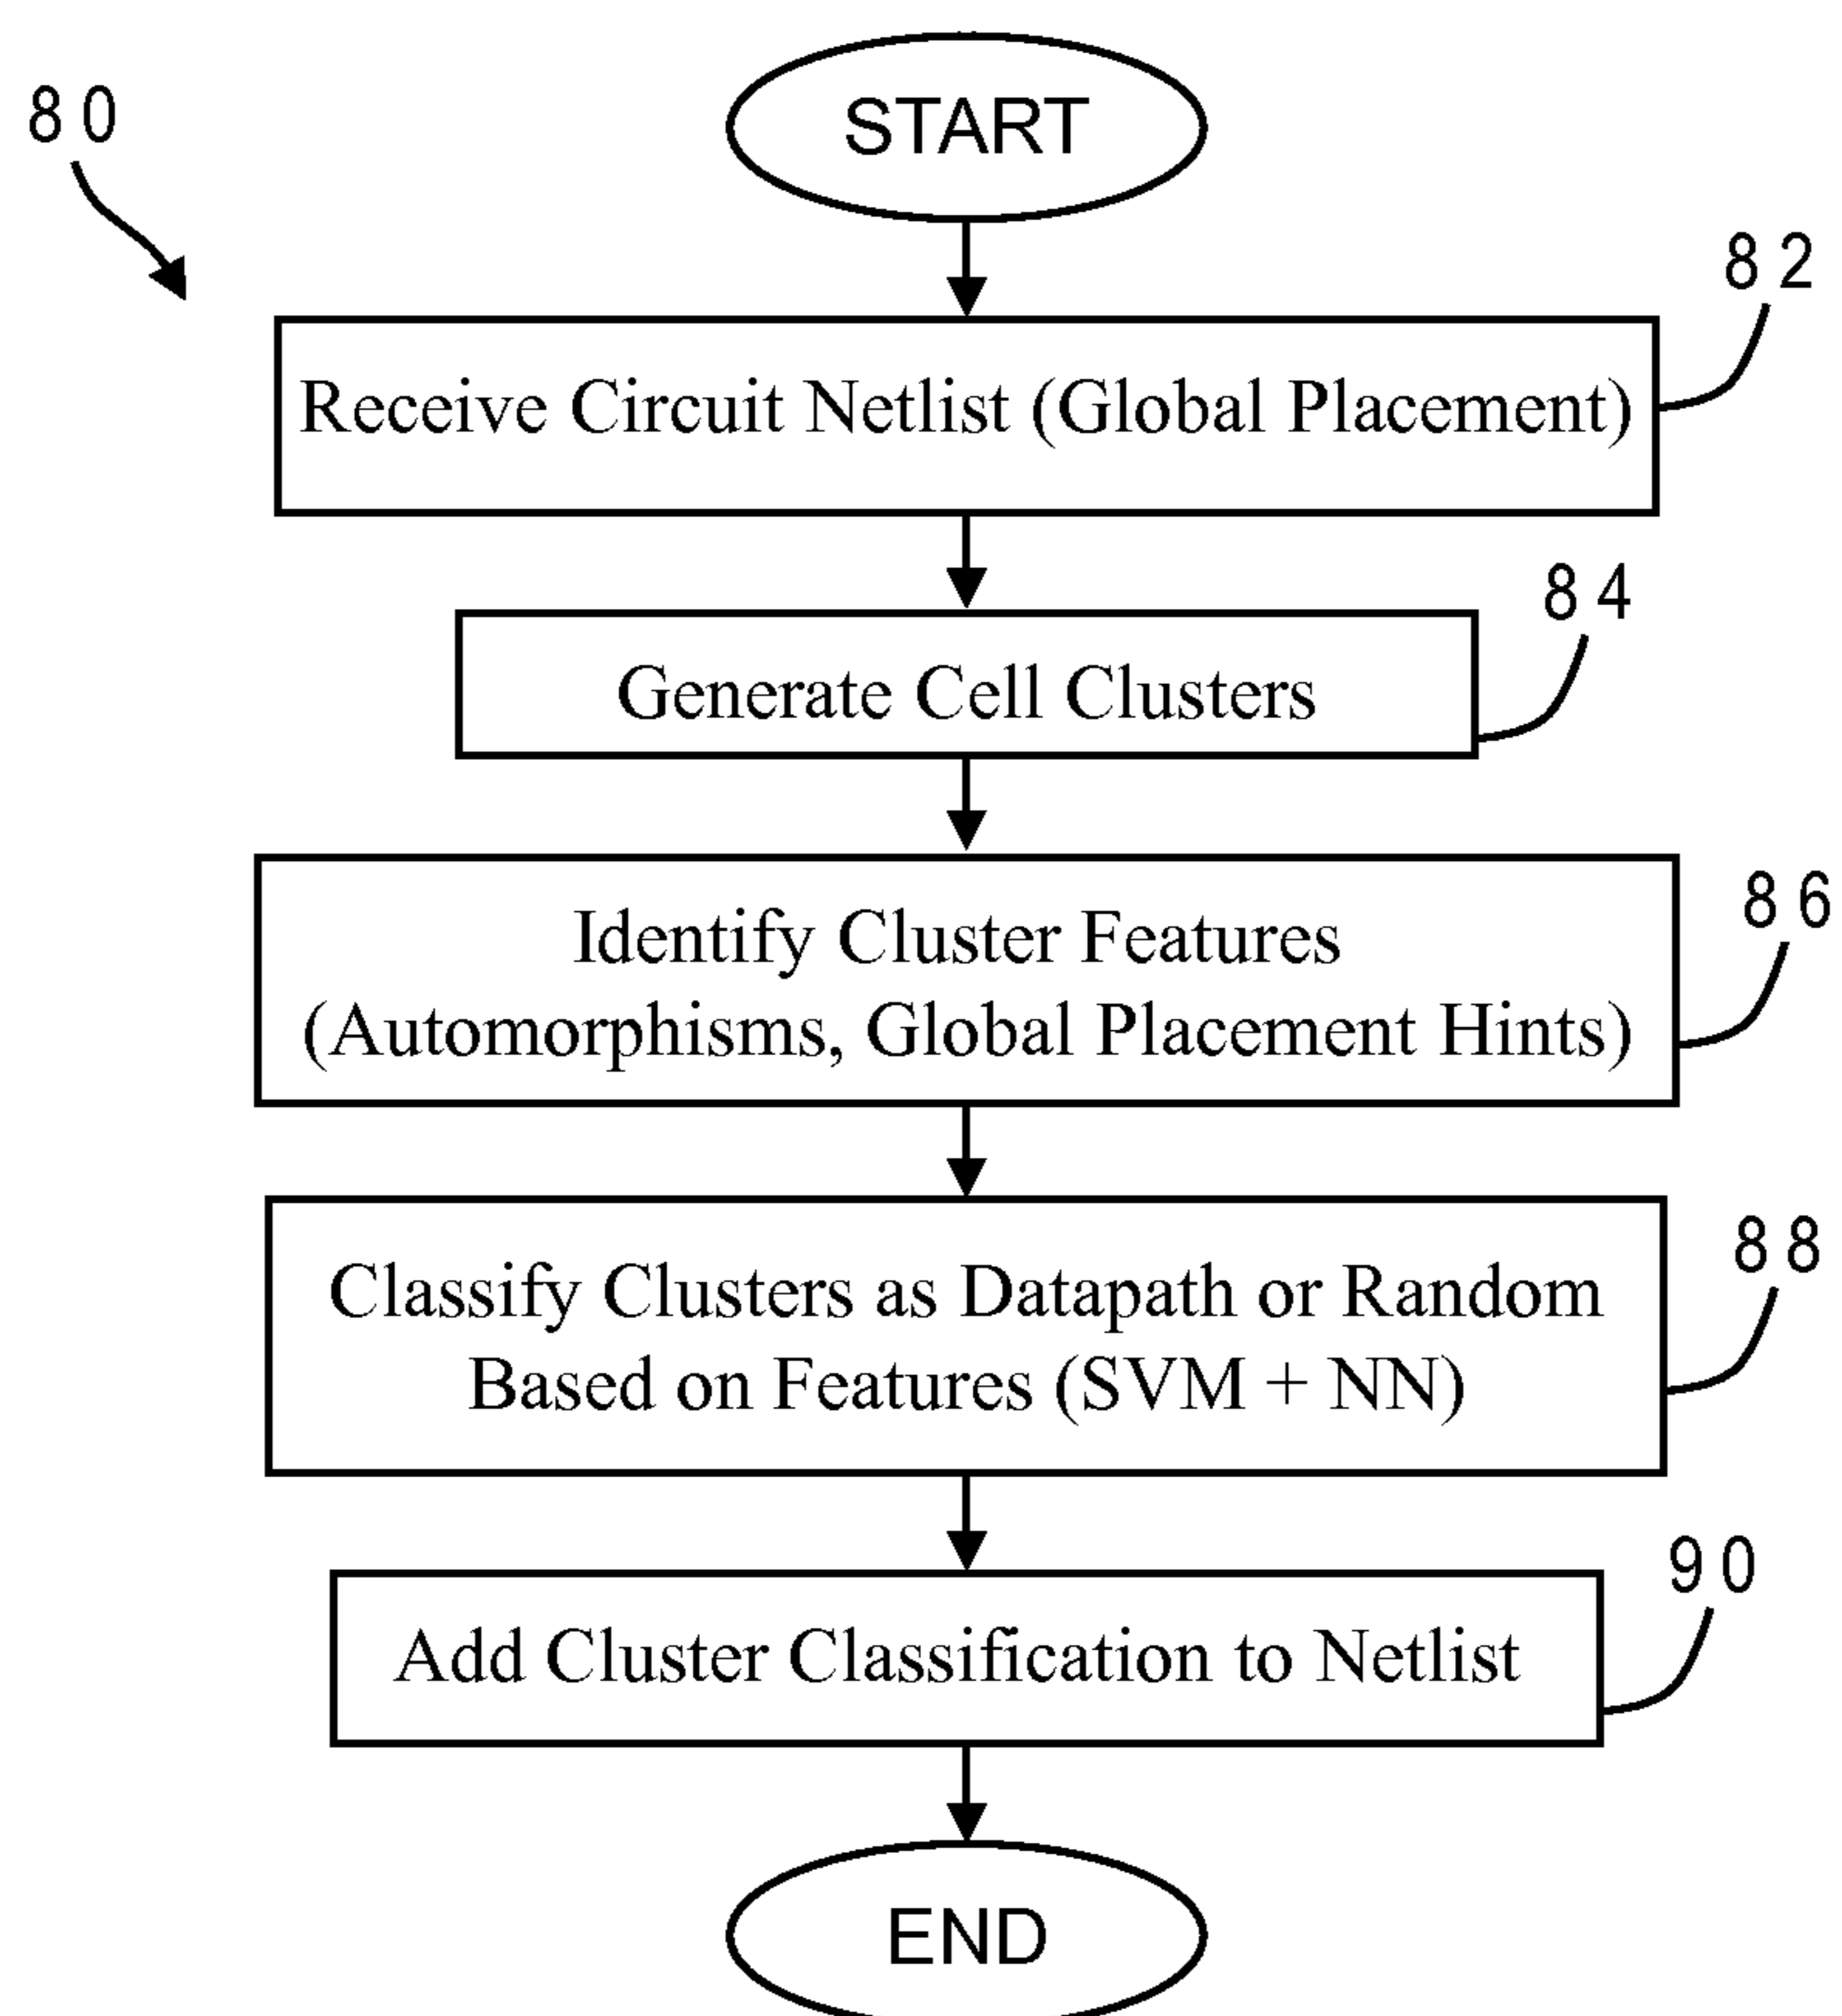 START
80
82
Receive Circuit Netlist (Global Placement)
84
Generate Cell Clusters
86
Identify Cluster Features
(Automorphisms, Global Placement Hints)
88
Classify Clusters as Datapath or Random
Based on Features (SVM + NN)
90
Add Cluster Classification to Netlist
END